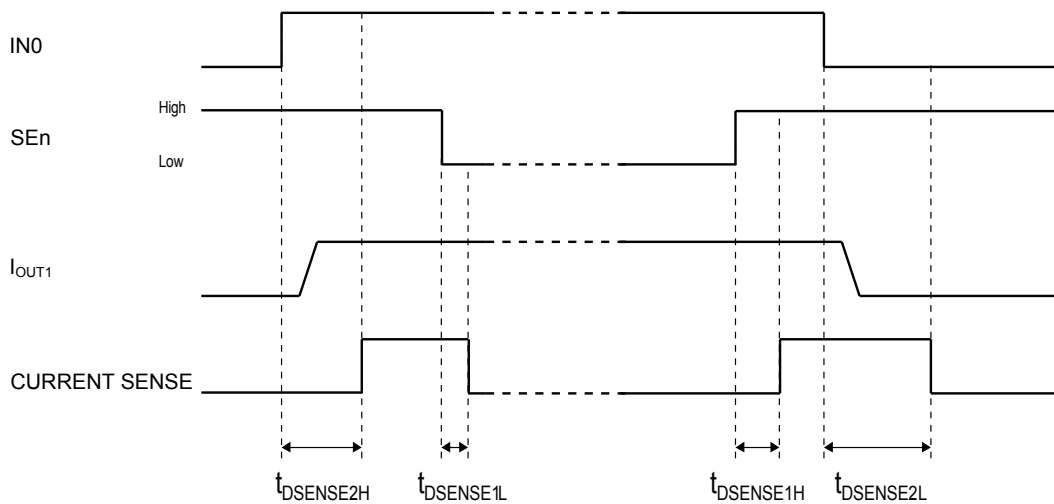 IN0
High
SEn
Low
IOUT1
CURRENT SENSE
tDSENSE2H
tDSENSE1L
tDSENSE1H
tDSENSE2L